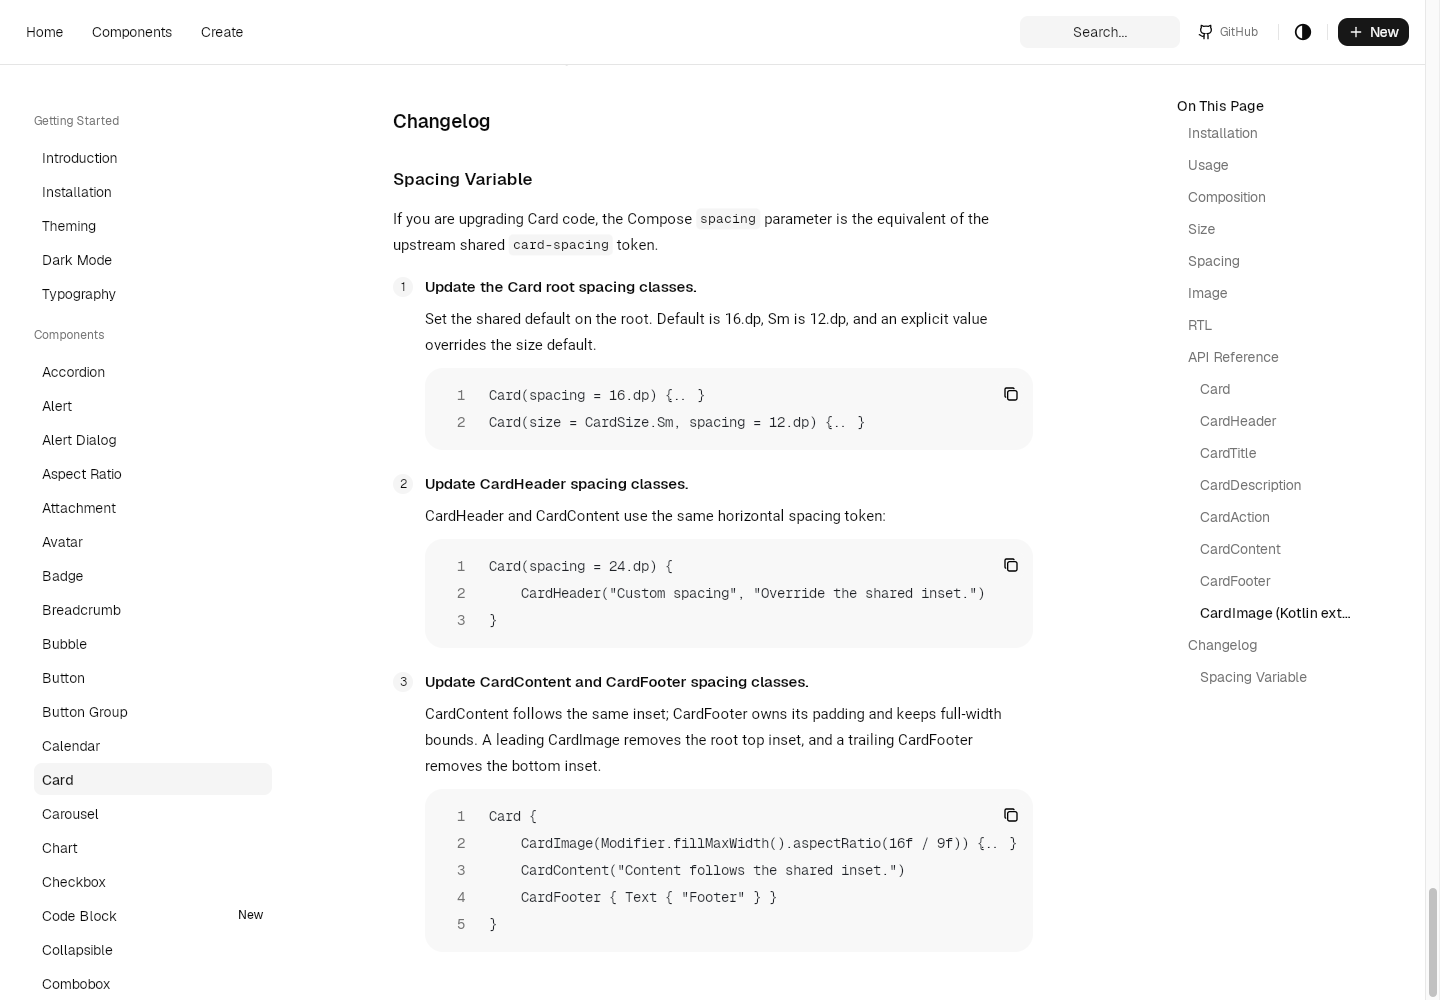 Home
Components
Create
Search...
GitHub
New
Getting Started
Introduction
Installation
Theming
Dark Mode
Typography
Components
Accordion
Alert
Alert Dialog
Aspect Ratio
Attachment
Avatar
Badge
Breadcrumb
Bubble
Button
Button Group
Calendar
Card
Carousel
Chart
Checkbox
Code Block New
Collapsible
Combobox
Changelog
Spacing Variable
If you are upgrading Card code, the Compose spacing parameter is the equivalent of the
upstream shared card-spacing token.
1 Update the Card root spacing classes.
Set the shared default on the root. Default is 16.dp, Sm is 12.dp, and an explicit value
overrides the size default.
1 Card(spacing = 16.dp) {.. }
2 Card(size = CardSize.Sm, spacing = 12.dp) {.. }
2 Update CardHeader spacing classes.
CardHeader and CardContent use the same horizontal spacing token:
1 Card(spacing = 24.dp) {
2 CardHeader("Custom spacing", "Override the shared inset.")
3 }
3 Update CardContent and CardFooter spacing classes.
CardContent follows the same inset; CardFooter owns its padding and keeps full-width
bounds. A leading CardImage removes the root top inset, and a trailing CardFooter
removes the bottom inset.
1 Card {
2 CardImage(Modifier.fillMaxWidth().aspectRatio(16f / 9f)) {.. }
3 CardContent("Content follows the shared inset.")
4 CardFooter { Text { "Footer" } }
5 }
On This Page
Installation
Usage
Composition
Size
Spacing
Image
RTL
API Reference
Card
CardHeader
CardTitle
CardDescription
CardAction
CardContent
CardFooter
CardImage (Kotlin ext...
Changelog
Spacing Variable